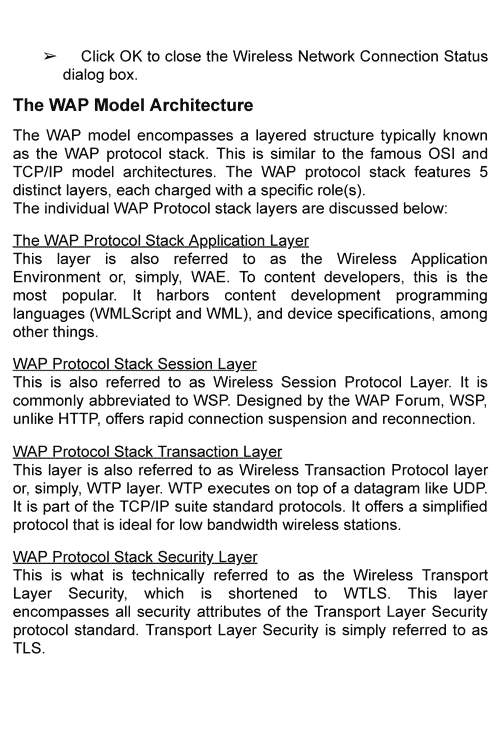 ➢ Click OK to close the Wireless Network Connection Status
dialog box.
The WAP Model Architecture
The WAP model encompasses a layered structure typically known
as the WAP protocol stack. This is similar to the famous OSI and
TCP/IP model architectures. The WAP protocol stack features 5
distinct layers, each charged with a specific role(s).
The individual WAP Protocol stack layers are discussed below:
The WAP Protocol Stack Application Layer
This layer is also referred to as the Wireless Application
Environment or, simply, WAE. To content developers, this is the
most popular. It harbors content development programming
languages (WMLScript and WML), and device specifications, among
other things.
WAP Protocol Stack Session Layer
This is also referred to as Wireless Session Protocol Layer. It is
commonly abbreviated to WSP. Designed by the WAP Forum, WSP,
unlike HTTP, offers rapid connection suspension and reconnection.
WAP Protocol Stack Transaction Layer
This layer is also referred to as Wireless Transaction Protocol layer
or, simply, WTP layer. WTP executes on top of a datagram like UDP.
It is part of the TCP/IP suite standard protocols. It offers a simplified
protocol that is ideal for low bandwidth wireless stations.
WAP Protocol Stack Security Layer
This is what is technically referred to as the Wireless Transport
Layer Security, which is shortened to WTLS. This layer
encompasses all security attributes of the Transport Layer Security
protocol standard. Transport Layer Security is simply referred to as
TLS.